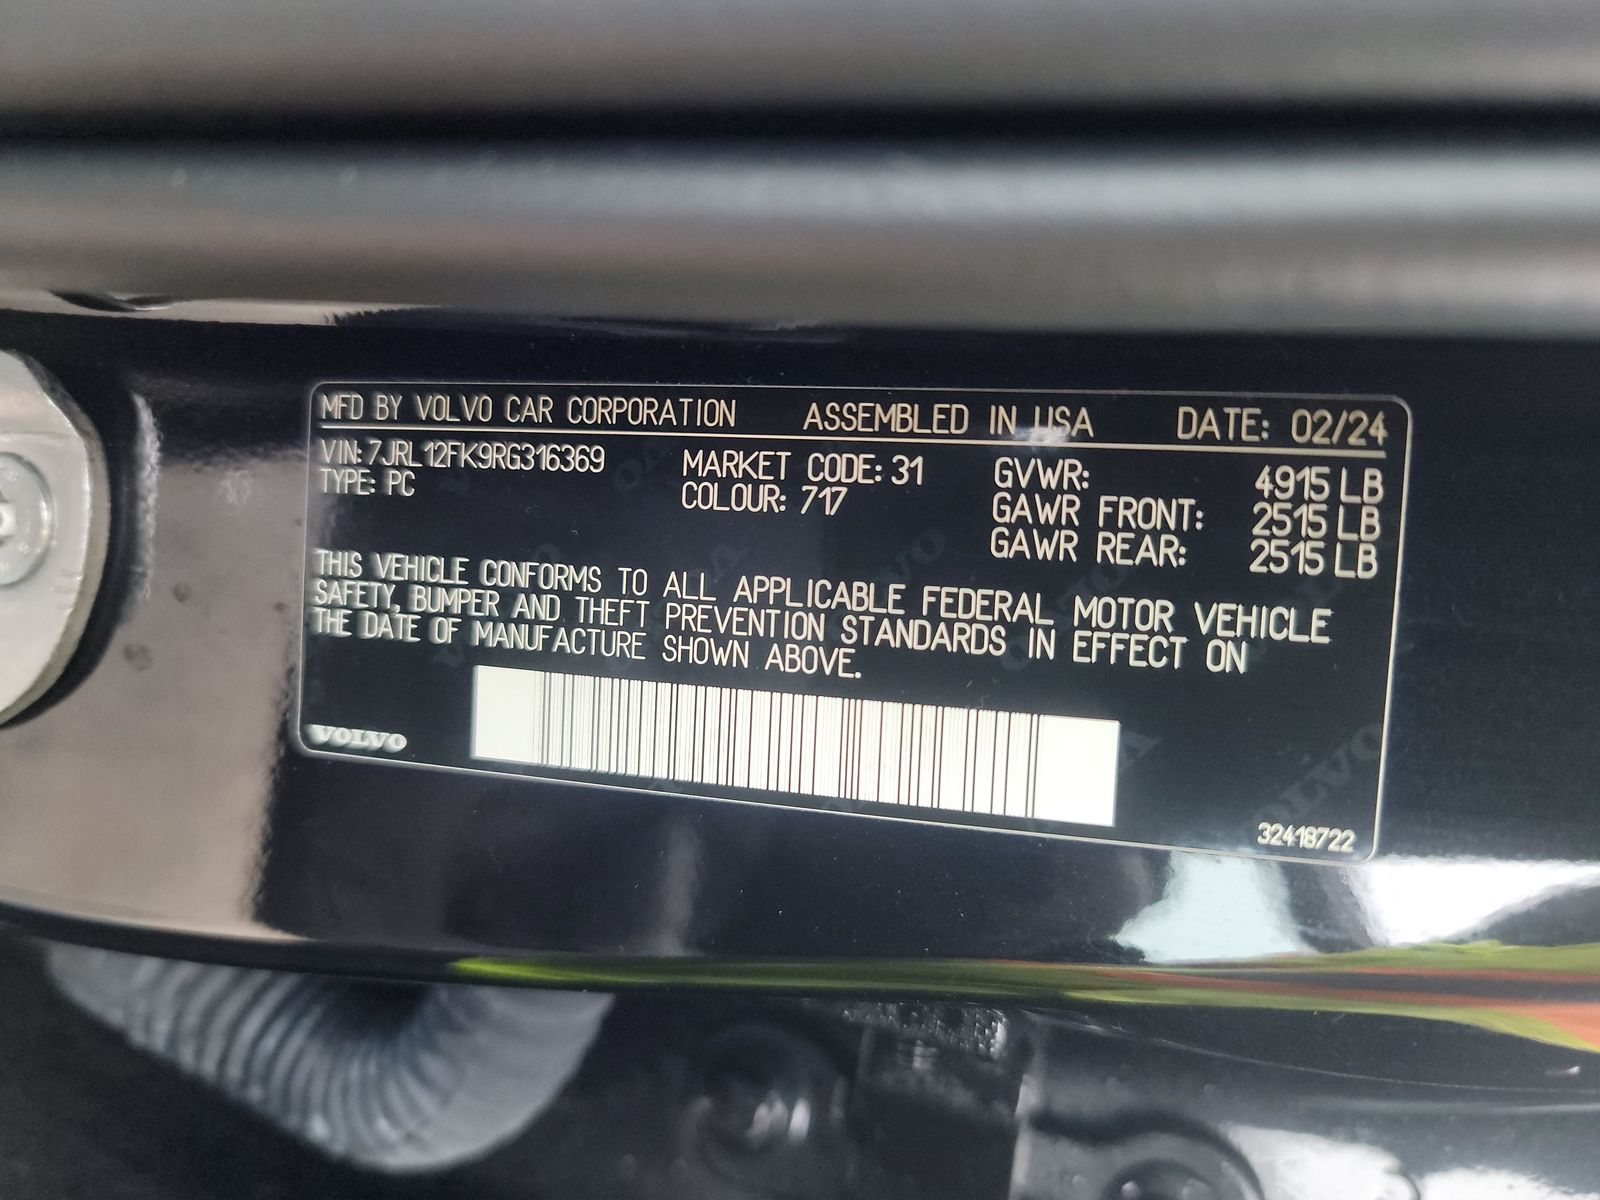 MFD BY VOLVO CAR CORPORATION ASSEMBLED IN USA DATE: 02/24
VIN: 7JRL12FK9RG316369 MARKET CODE: 31 GVWR: 4915 LB
TYPE: PC COLOUR: 717 GAWR FRONT: 2515 LB
GAWR REAR: 2515 LB
THIS VEHICLE CONFORMS TO ALL APPLICABLE FEDERAL MOTOR VEHICLE
SAFETY, BUMPER AND THEFT PREVENTION STANDARDS IN EFFECT ON
THE DATE OF MANUFACTURE SHOWN ABOVE.
VOLVO
32418722